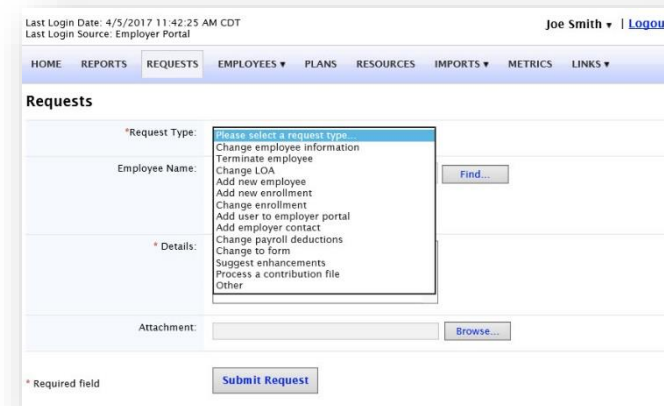 Last Login Date: 4/5/2017 11:42:25 AM CDT
Last Login Source: Employer Portal
Joe Smith ▾ | Logou
HOME REPORTS REQUESTS EMPLOYEES ▾ PLANS RESOURCES IMPORTS ▾ METRICS LINKS ▾
Requests
*Request Type:
Please select a request type...
Change employee information
Terminate employee
Change LOA
Add new employee
Add new enrollment
Change enrollment
Add user to employer portal
Add employer contact
Change payroll deductions
Change to form
Suggest enhancements
Process a contribution file
Other
Employee Name:
Find...
* Details:
Attachment:
Browse...
* Required field
Submit Request